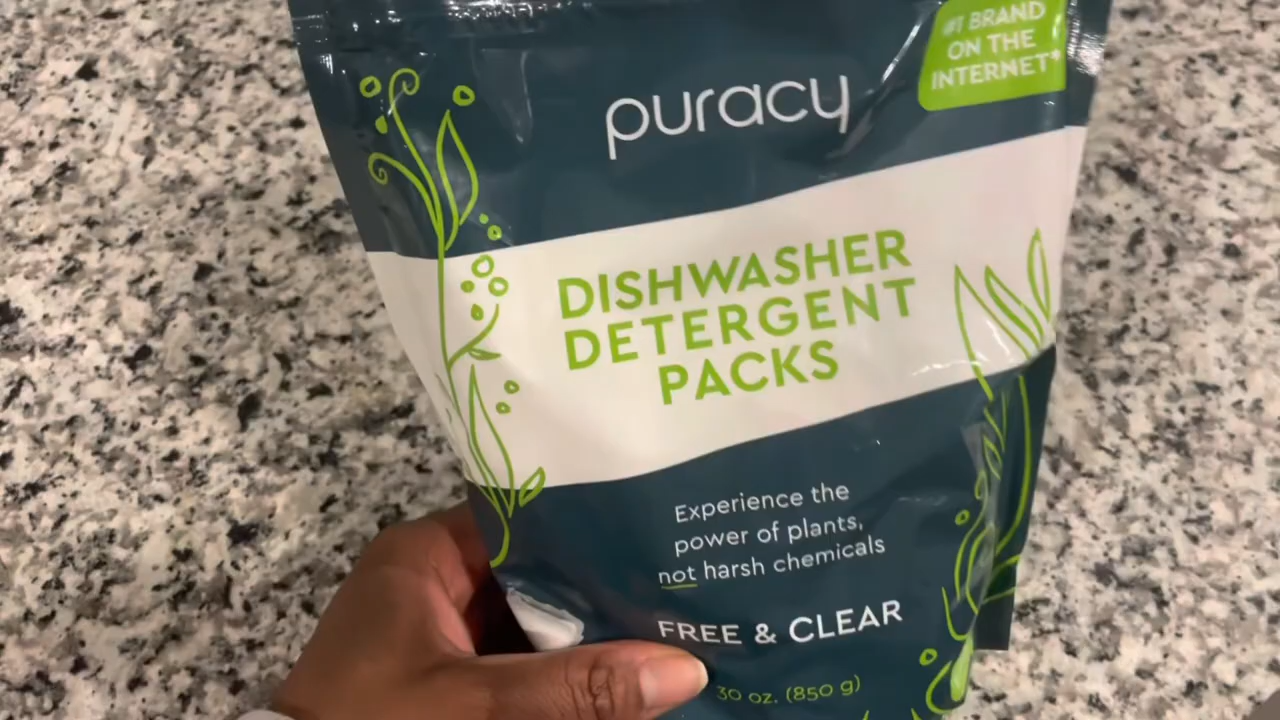 #1 BRAND
ON THE
INTERNET*
puracy
DISHWASHER
DETERGENT
PACKS
Experience the
power of plants,
not harsh chemicals
FREE & CLEAR
30 oz. (850 g)